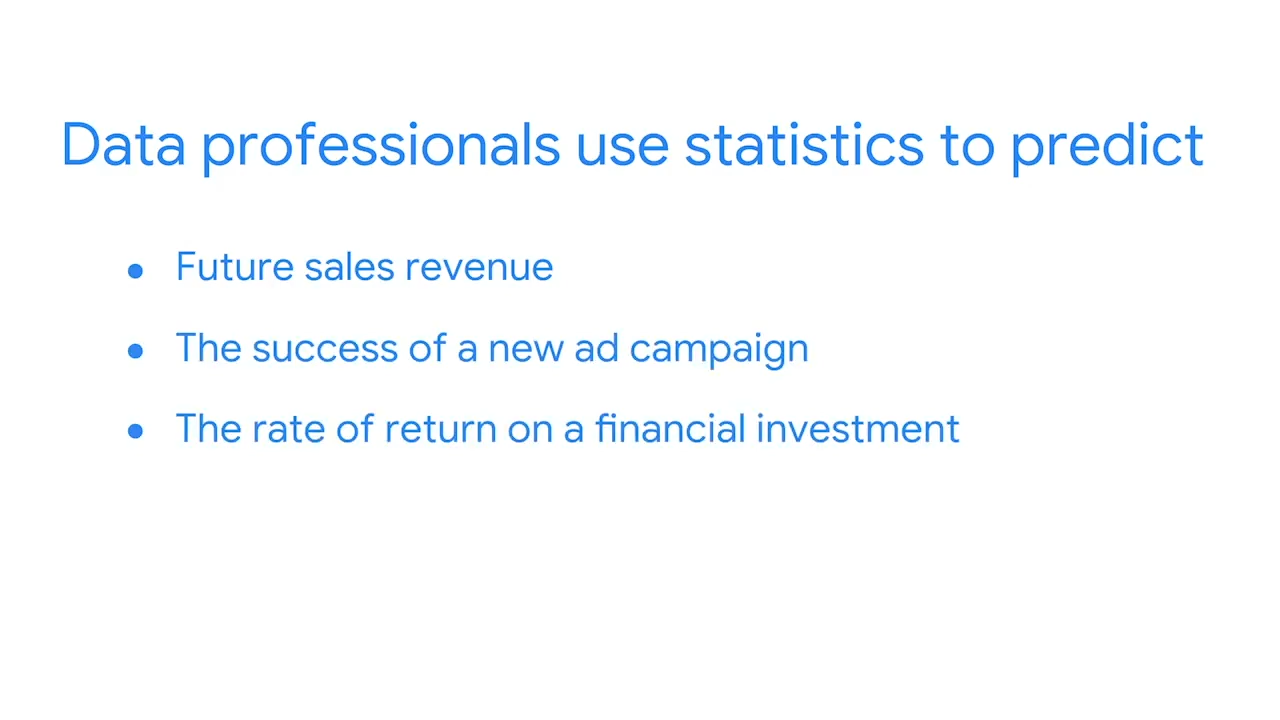 Data professionals use statistics to predict
• Future sales revenue
• The success of a new ad campaign
• The rate of return on a financial investment